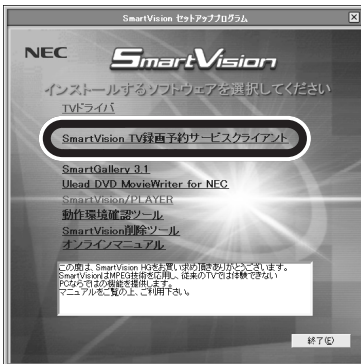 SmartVision セットアッププログラム
NEC
SmartVision
インストールするソフトウェアを選択してください
TVドライバ
SmartVision TV録画予約サービスクライアント
SmartGallery 3.1
Ulead DVD MovieWriter for NEC
SmartVision/PLAYER
動作環境確認ツール
SmartVision削除ツール
オンラインマニュアル
この度は、SmartVision HGをお買い求め頂きありがとうございます。
SmartVisionはMPEG技術を応用し、従来のTVでは体験できない
PCならではの機能を提供します。
マニュアルをご覧の上、ご利用下さい。
終了(E)